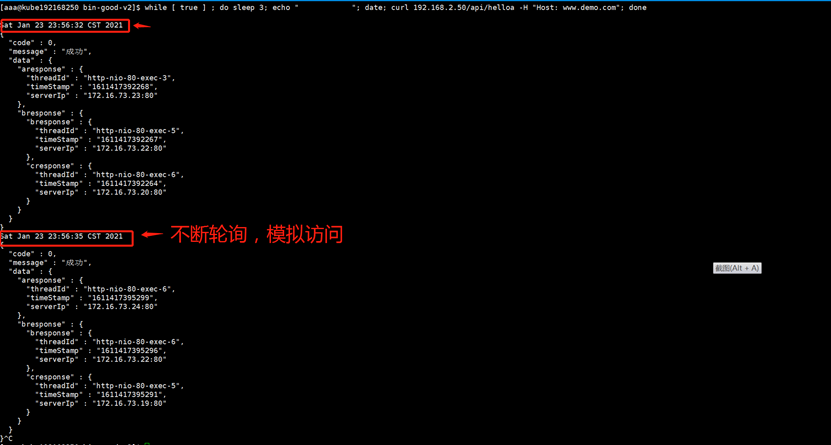 [aaa@kube192168250 bin-good-v2]$ while [ true ] ; do sleep 3; echo "            "; date; curl 192.168.2.50/api/helloa -H "Host: www.demo.com"; done
Sat Jan 23 23:56:32 CST 2021
{
"code" : 0,
"message" : "成功",
"data" : {
"aresponse" : {
"threadId" : "http-nio-80-exec-3",
"timeStamp" : "1611417392268",
"serverIp" : "172.16.73.23:80"
},
"bresponse" : {
"bresponse" : {
"threadId" : "http-nio-80-exec-5",
"timeStamp" : "1611417392267",
"serverIp" : "172.16.73.22:80"
},
"cresponse" : {
"threadId" : "http-nio-80-exec-6",
"timeStamp" : "1611417392264",
"serverIp" : "172.16.73.20:80"
}
}
}
}
Sat Jan 23 23:56:35 CST 2021
不断轮询，模拟访问
{
"code" : 0,
"message" : "成功",
截图(Alt + A)
"data" : {
"aresponse" : {
"threadId" : "http-nio-80-exec-6",
"timeStamp" : "1611417395299",
"serverIp" : "172.16.73.24:80"
},
"bresponse" : {
"bresponse" : {
"threadId" : "http-nio-80-exec-6",
"timeStamp" : "1611417395296",
"serverIp" : "172.16.73.22:80"
},
"cresponse" : {
"threadId" : "http-nio-80-exec-5",
"timeStamp" : "1611417395291",
"serverIp" : "172.16.73.19:80"
}
}
}
}^C